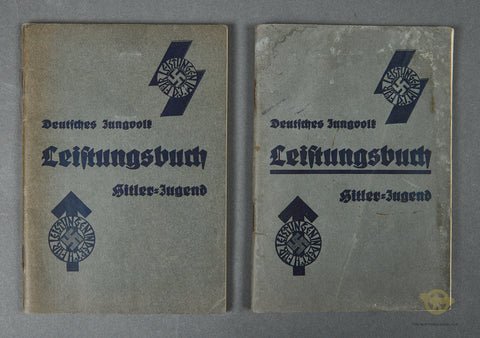 Deutsches Jungvolk
Leistungsbuch
Hitler=Jugend
Deutsches Jungvolk
Leistungsbuch
Hitler=Jugend